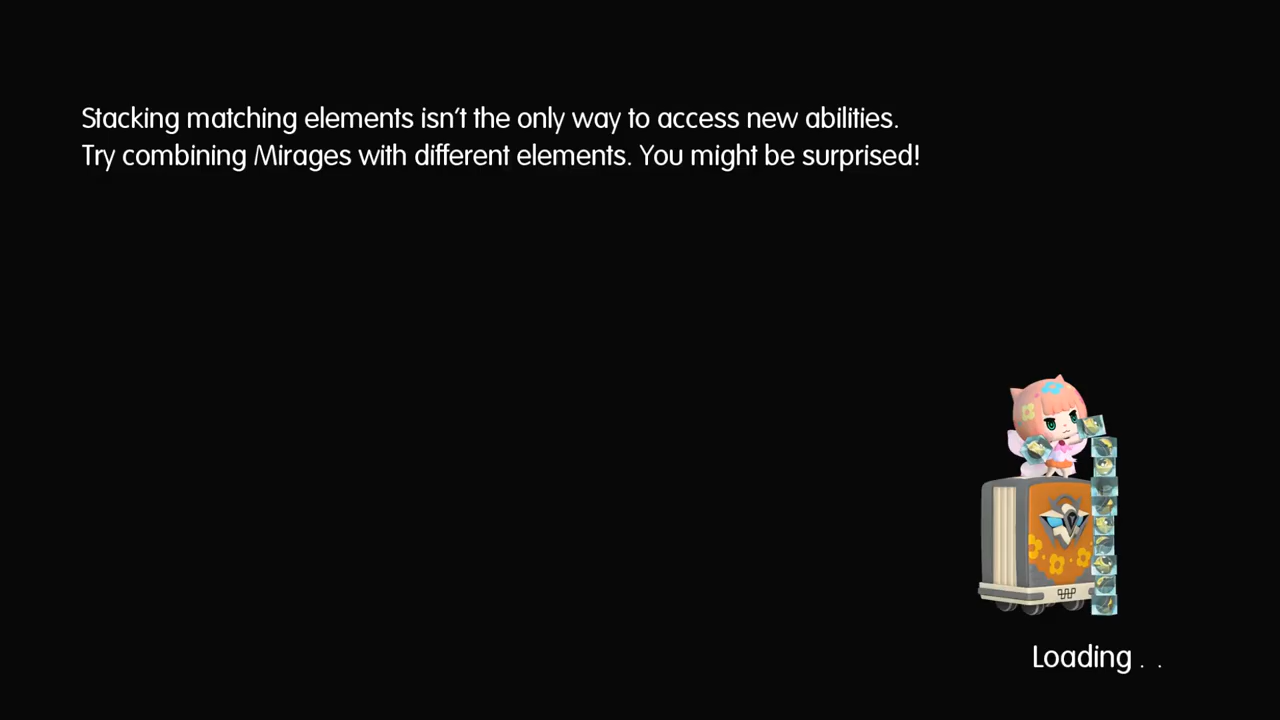 Stacking matching elements isn't the only way to access new abilities.
Try combining Mirages with different elements. You might be surprised!
Loading . .